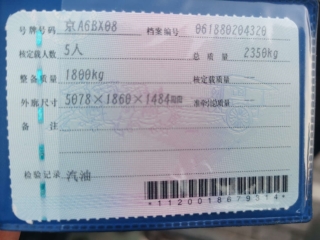 号牌号码 京A6BX08 档案编号 061880204320
核定载人数 5人 总质量 2350kg
整备质量 1800kg 核定载质量 --
外廓尺寸 5078×1860×1484mm 准牵引总质量 --
备注
检验记录 汽油
*1120018679514*